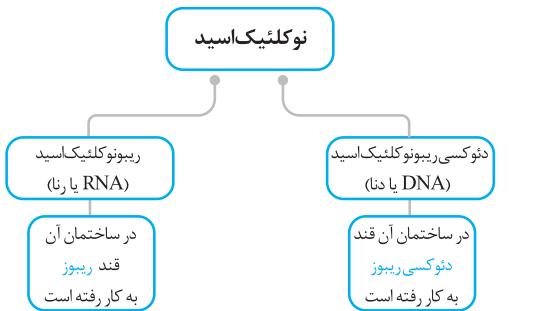 نوکلئیک‌اسید
دئوکسی‌ریبونوکلئیک‌اسید
(DNA یا دنا)
در ساختمان آن قند
دئوکسی‌ریبوز
به کار رفته است
ریبونوکلئیک‌اسید
(RNA یا رنا)
در ساختمان آن
قند ریبوز
به کار رفته است